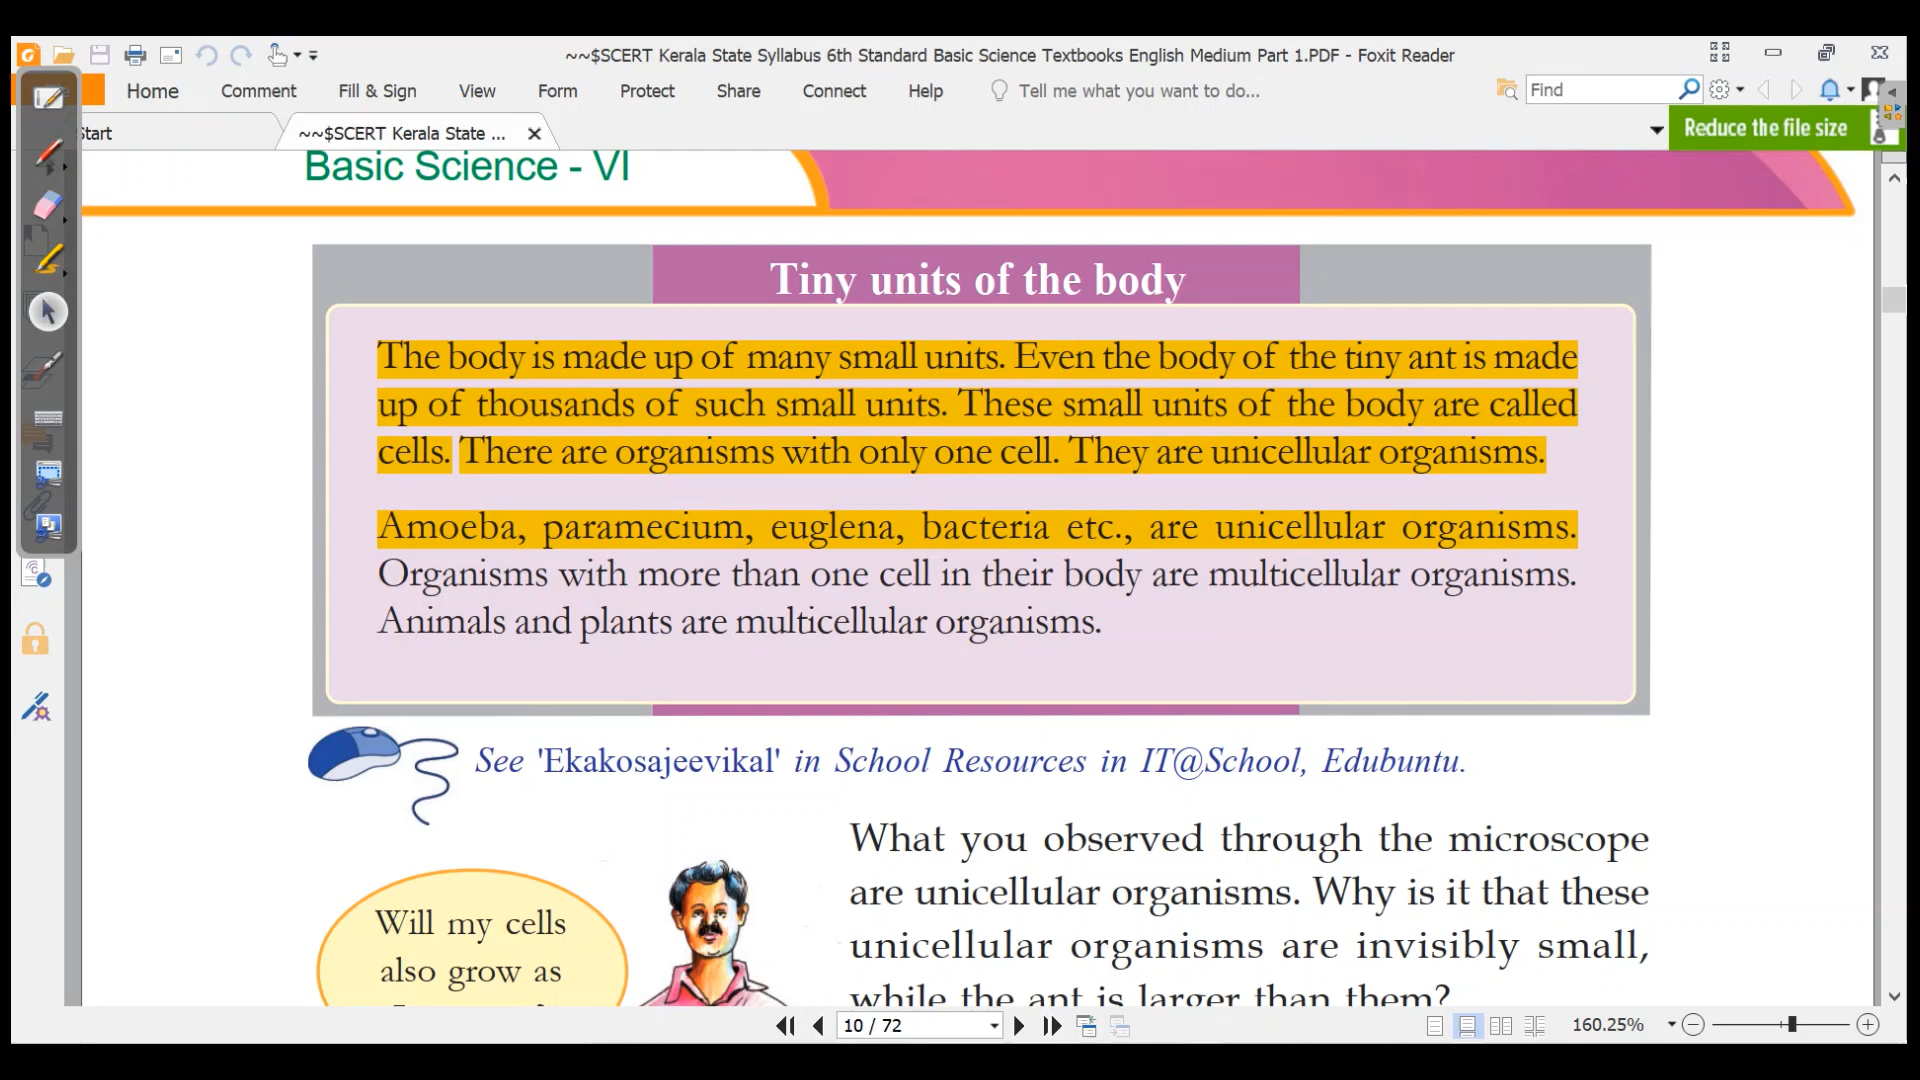 ~~$SCERT Kerala State Syllabus 6th Standard Basic Science Textbooks English Medium Part 1.PDF - Foxit Reader
Home Comment Fill & Sign View Form Protect Share Connect Help Tell me what you want to do... Find
Start ~~$SCERT Kerala State ... Reduce the file size
Basic Science - VI
Tiny units of the body
The body is made up of many small units. Even the body of the tiny ant is made
up of thousands of such small units. These small units of the body are called
cells. There are organisms with only one cell. They are unicellular organisms.
Amoeba, paramecium, euglena, bacteria etc., are unicellular organisms.
Organisms with more than one cell in their body are multicellular organisms.
Animals and plants are multicellular organisms.
See 'Ekakosajeevikal' in School Resources in IT@School, Edubuntu.
Will my cells
also grow as
What you observed through the microscope
are unicellular organisms. Why is it that these
unicellular organisms are invisibly small,
while the ant is larger than them?
10 / 72
160.25%